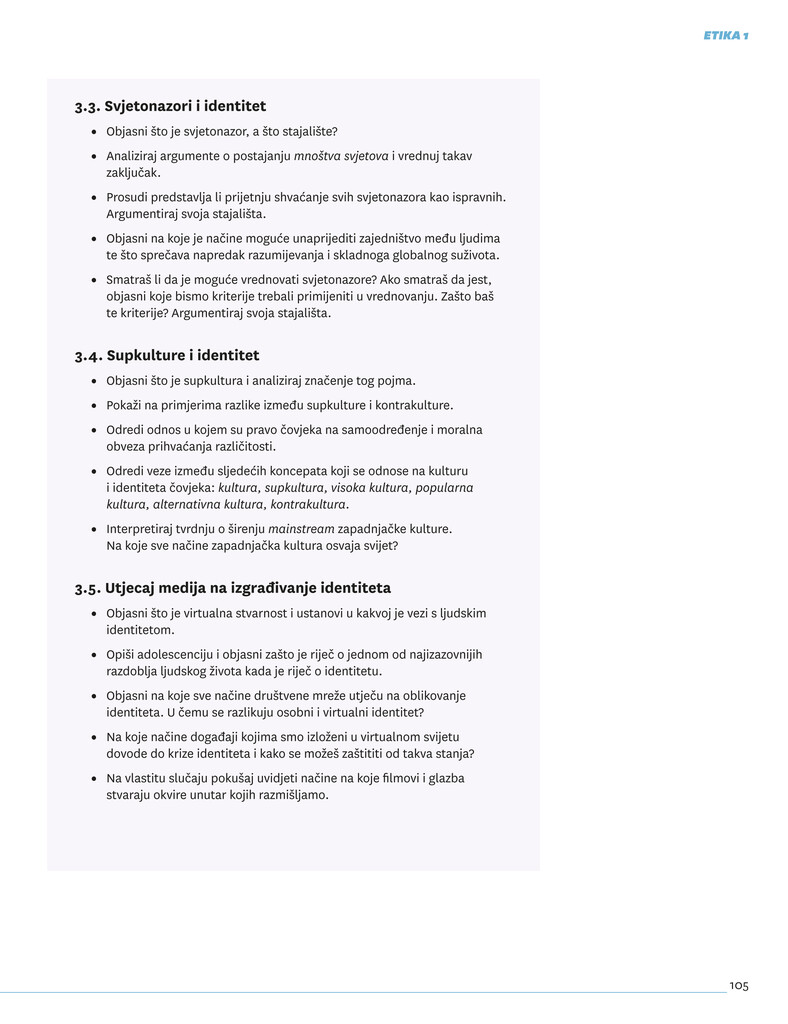 ETIKA 1
3.3. Svjetonazori i identitet
• Objasni što je svjetonazor, a što stajalište?
• Analiziraj argumente o postajanju mnoštva svjetova i vrednuj takav
zaključak.
• Prosudi predstavlja li prijetnju shvaćanje svih svjetonazora kao ispravnih.
Argumentiraj svoja stajališta.
• Objasni na koje je načine moguće unaprijediti zajedništvo među ljudima
te što sprečava napredak razumijevanja i skladnoga globalnog suživota.
• Smatraš li da je moguće vrednovati svjetonazore? Ako smatraš da jest,
objasni koje bismo kriterije trebali primijeniti u vrednovanju. Zašto baš
te kriterije? Argumentiraj svoja stajališta.
3.4. Supkulture i identitet
• Objasni što je supkultura i analiziraj značenje tog pojma.
• Pokaži na primjerima razlike između supkulture i kontrakulture.
• Odredi odnos u kojem su pravo čovjeka na samoodređenje i moralna
obveza prihvaćanja različitosti.
• Odredi veze između sljedećih koncepata koji se odnose na kulturu
i identiteta čovjeka: kultura, supkultura, visoka kultura, popularna
kultura, alternativna kultura, kontrakultura.
• Interpretiraj tvrdnju o širenju mainstream zapadnjačke kulture.
Na koje sve načine zapadnjačka kultura osvaja svijet?
3.5. Utjecaj medija na izgrađivanje identiteta
• Objasni što je virtualna stvarnost i ustanovi u kakvoj je vezi s ljudskim
identitetom.
• Opiši adolescenciju i objasni zašto je riječ o jednom od najizazovnijih
razdoblja ljudskog života kada je riječ o identitetu.
• Objasni na koje sve načine društvene mreže utječu na oblikovanje
identiteta. U čemu se razlikuju osobni i virtualni identitet?
• Na koje načine događaji kojima smo izloženi u virtualnom svijetu
dovode do krize identiteta i kako se možeš zaštititi od takva stanja?
• Na vlastitu slučaju pokušaj uvidjeti načine na koje filmovi i glazba
stvaraju okvire unutar kojih razmišljamo.
105